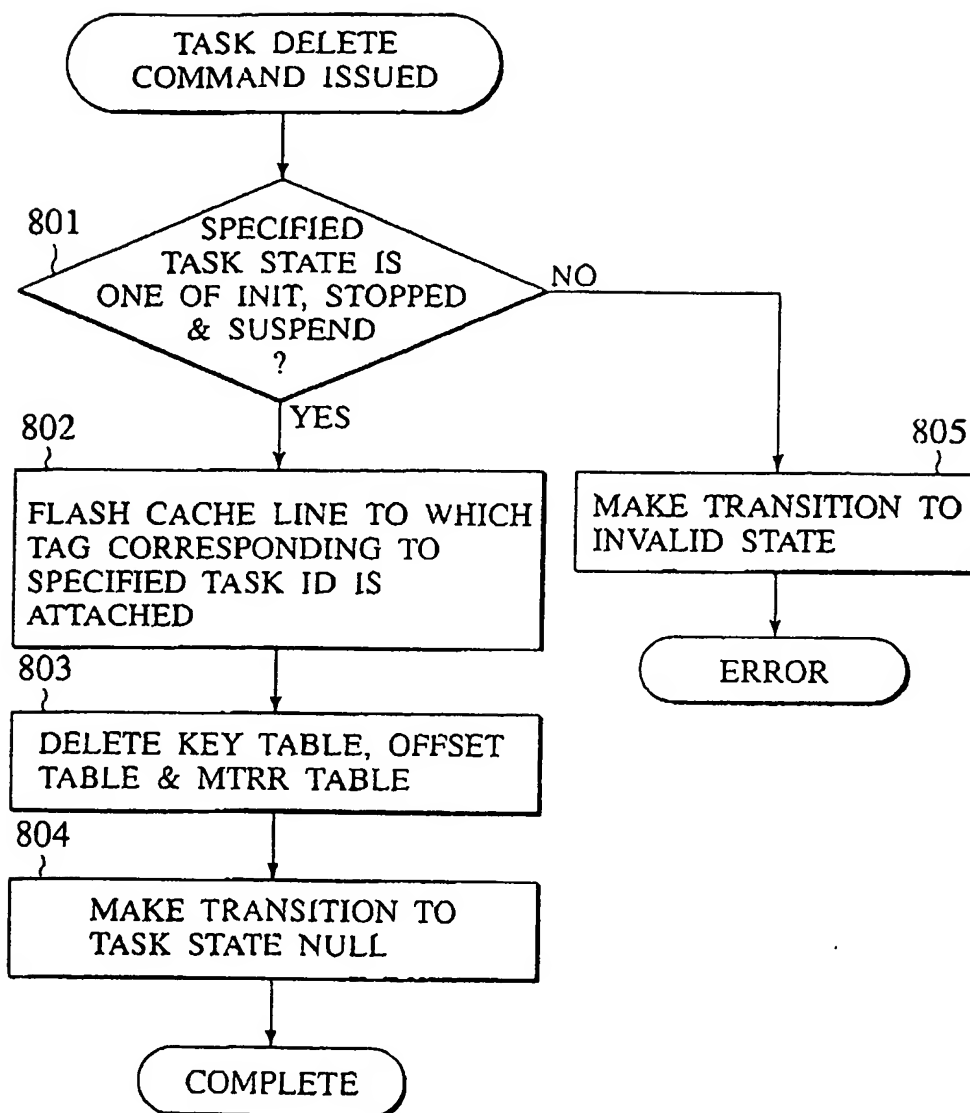 TASK DELETE
COMMAND ISSUED
801
SPECIFIED
TASK STATE IS
ONE OF INIT, STOPPED
& SUSPEND
?
NO
YES
802
FLASH CACHE LINE TO WHICH
TAG CORRESPONDING TO
SPECIFIED TASK ID IS
ATTACHED
805
MAKE TRANSITION TO
INVALID STATE
ERROR
803
DELETE KEY TABLE, OFFSET
TABLE & MTRR TABLE
804
MAKE TRANSITION TO
TASK STATE NULL
COMPLETE